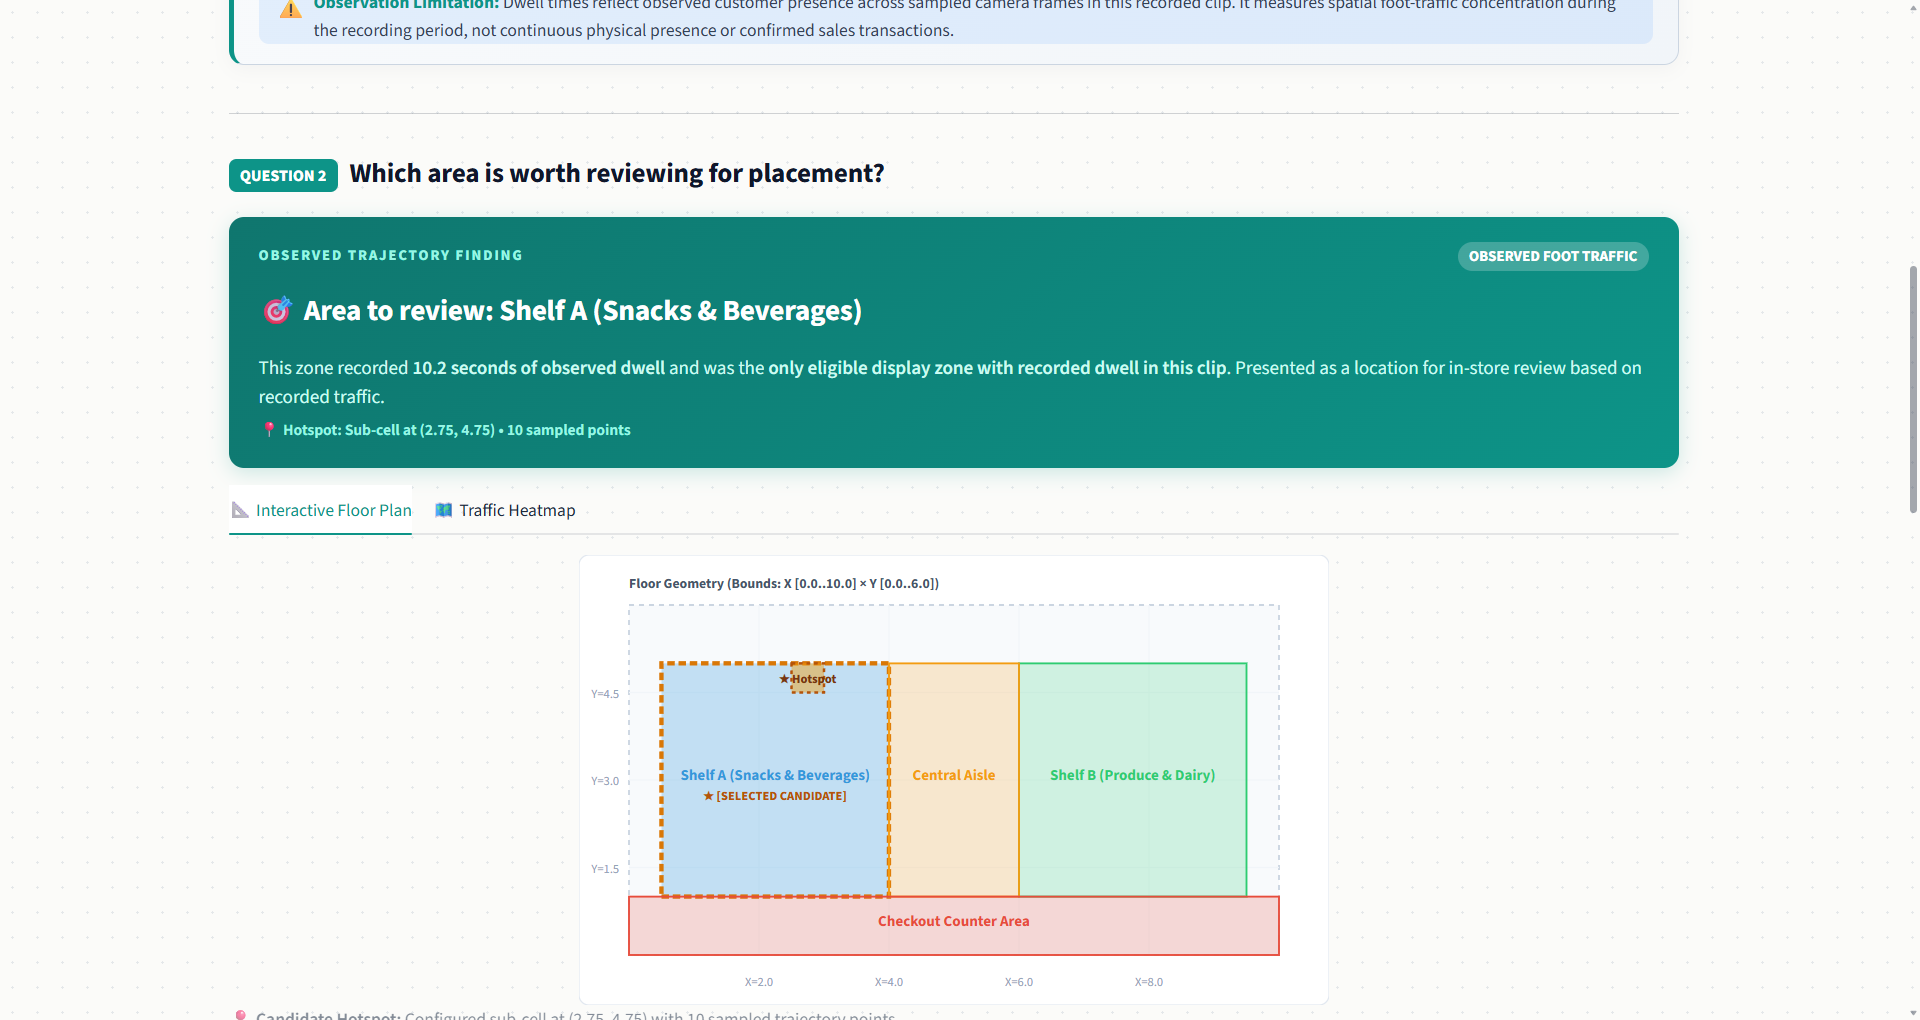 Observation Limitation: Dwell times reflect observed customer presence across sampled camera frames in this recorded clip. It measures spatial foot-traffic concentration during
the recording period, not continuous physical presence or confirmed sales transactions.
QUESTION 2 Which area is worth reviewing for placement?
OBSERVED TRAJECTORY FINDING
OBSERVED FOOT TRAFFIC
Area to review: Shelf A (Snacks & Beverages)
This zone recorded 10.2 seconds of observed dwell and was the only eligible display zone with recorded dwell in this clip. Presented as a location for in-store review based on
recorded traffic.
Hotspot: Sub-cell at (2.75, 4.75) • 10 sampled points
Interactive Floor Plan Traffic Heatmap
Floor Geometry (Bounds: X [0.0..10.0] × Y [0.0..6.0])
★ Hotspot
Y=4.5
Shelf A (Snacks & Beverages) Central Aisle Shelf B (Produce & Dairy)
Y=3.0
★ [SELECTED CANDIDATE]
Y=1.5
Checkout Counter Area
X=2.0 X=4.0 X=6.0 X=8.0
Candidate Hotspot: Configured sub-cell at (2.75, 4.75) with 10 sampled trajectory points